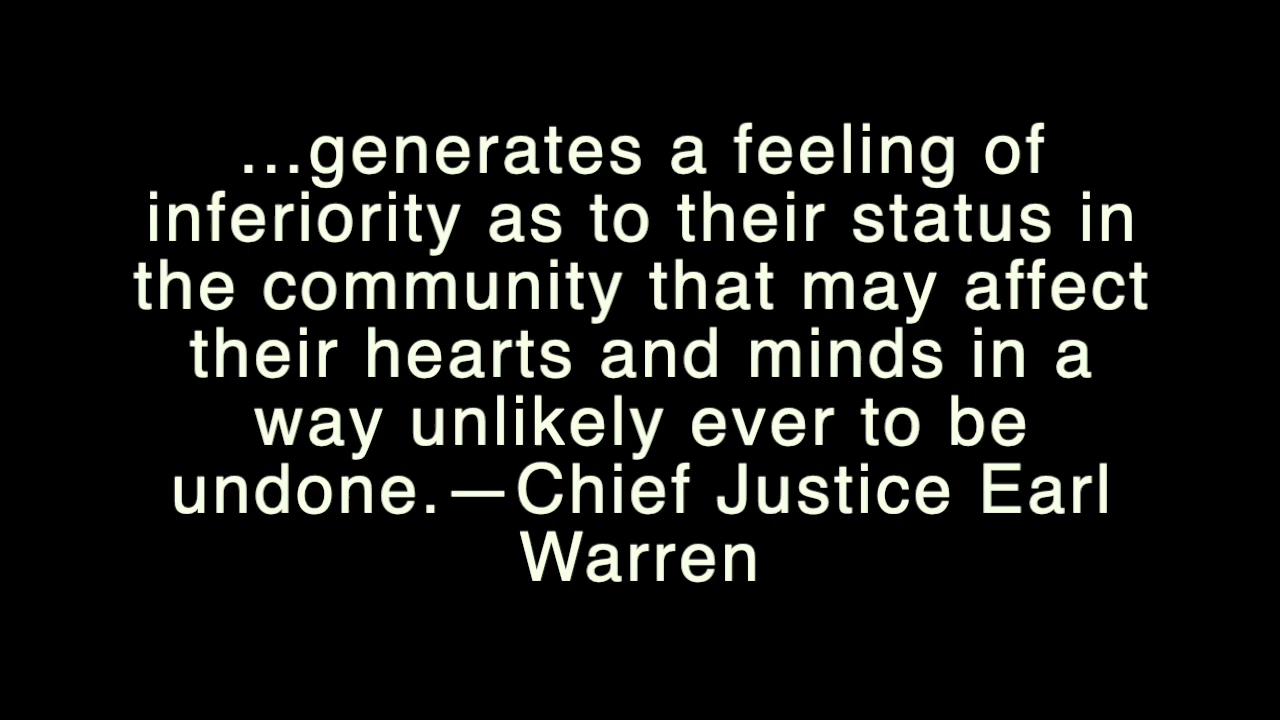 ...generates a feeling of
inferiority as to their status in
the community that may affect
their hearts and minds in a
way unlikely ever to be
undone.—Chief Justice Earl
Warren